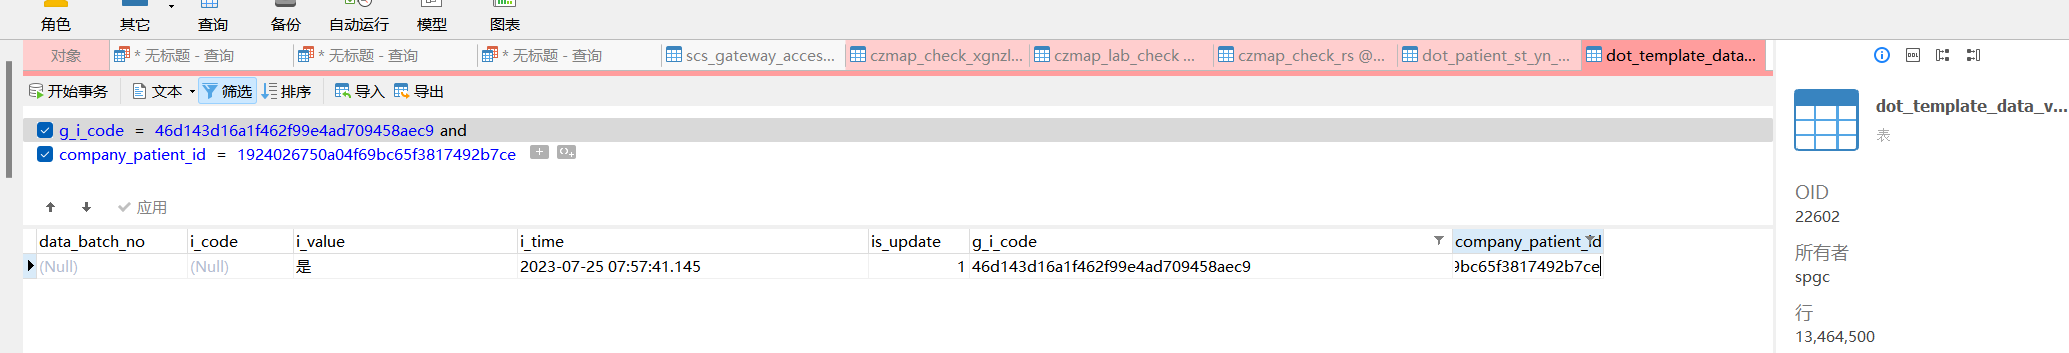 角色 其它 查询 备份 自动运行 模型 图表
对象 * 无标题 - 查询 * 无标题 - 查询 * 无标题 - 查询 scs_gateway_acces... czmap_check_xgnzl... czmap_lab_check ... czmap_check_rs @... dot_patient_st_yn_... dot_template_data...
开始事务 文本 筛选 排序 导入 导出
g_i_code = 46d143d16a1f462f99e4ad709458aec9 and
company_patient_id = 1924026750a04f69bc65f3817492b7ce
应用
data_batch_no i_code i_value i_time is_update g_i_code company_patient_id
(Null) (Null) 是 2023-07-25 07:57:41.145 1 46d143d16a1f462f99e4ad709458aec9 9bc65f3817492b7ce
DDL
dot_template_data_v...
表
OID
22602
所有者
spgc
行
13,464,500